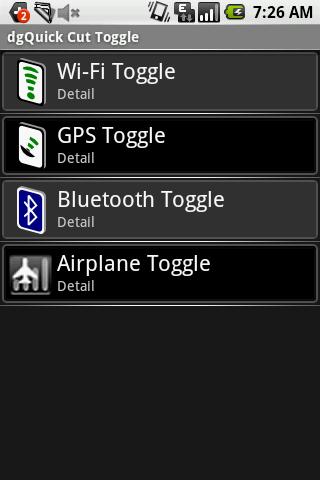 2 E 7:26 AM
dgQuick Cut Toggle
Wi-Fi Toggle
Detail
GPS Toggle
Detail
Bluetooth Toggle
Detail
Airplane Toggle
Detail